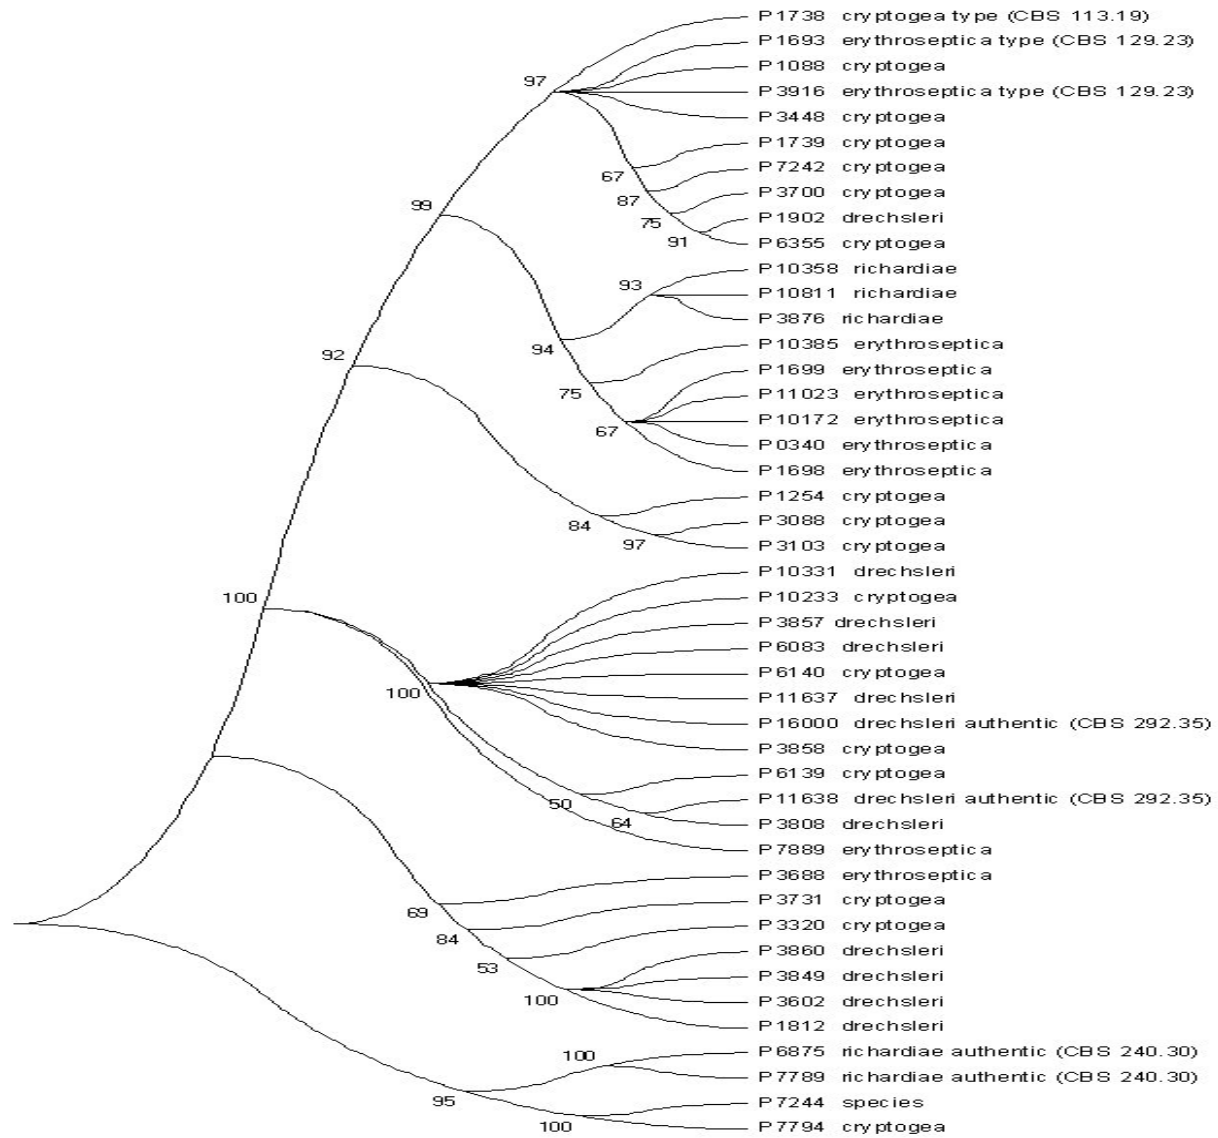 P1738 cryptogea type (CBS 113.19)
P1693 erythroseptica type (CBS 129.23)
P1088 cryptogea
97
P3916 erythroseptica type (CBS 129.23)
P3448 cryptogea
P1739 cryptogea
P7242 cryptogea
67
P3700 cryptogea
87
P1902 drechsleri
75
P6355 cryptogea
91
99
P10358 richardiae
93
P10811 richardiae
P3876 richardiae
P10385 erythroseptica
94
92
P1699 erythroseptica
P11023 erythroseptica
75
P10172 erythroseptica
67
P0340 erythroseptica
P1698 erythroseptica
P1254 cryptogea
P3088 cryptogea
84
P3103 cryptogea
97
P10331 drechsleri
P10233 cryptogea
100
P3857 drechsleri
P6083 drechsleri
P6140 cryptogea
100
P11637 drechsleri
P16000 drechsleri authentic (CBS 292.35)
P3858 cryptogea
P6139 cryptogea
P11638 drechsleri authentic (CBS 292.35)
50
P3808 drechsleri
64
P7889 erythroseptica
P3688 erythroseptica
P3731 cryptogea
69
P3320 cryptogea
84
P3860 drechsleri
53
P3849 drechsleri
P3602 drechsleri
100
P1812 drechsleri
P6875 richardiae authentic (CBS 240.30)
100
P7789 richardiae authentic (CBS 240.30)
P7244 species
95
P7794 cryptogea
100